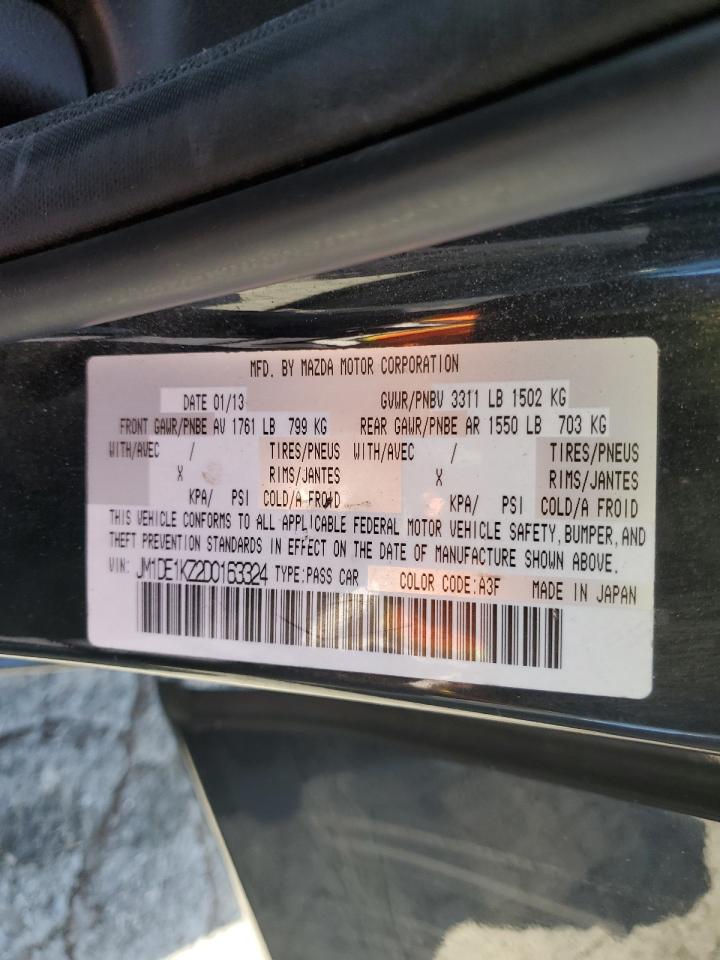 MFD. BY MAZDA MOTOR CORPORATION
DATE 01/13 GVWR/PNBV 3311 LB 1502 KG
FRONT GAWR/PNBE AV 1761 LB 799 KG REAR GAWR/PNBE AR 1550 LB 703 KG
WITH/AVEC / TIRES/PNEUS WITH/AVEC / TIRES/PNEUS
X RIMS/JANTES X RIMS/JANTES
KPA/ PSI COLD/A FROID KPA/ PSI COLD/A FROID
THIS VEHICLE CONFORMS TO ALL APPLICABLE FEDERAL MOTOR VEHICLE SAFETY, BUMPER, AND
THEFT PREVENTION STANDARDS IN EFFECT ON THE DATE OF MANUFACTURE SHOWN ABOVE.
VIN: JM1DE1KZ2D0163324 TYPE:PASS CAR COLOR CODE:A3F MADE IN JAPAN